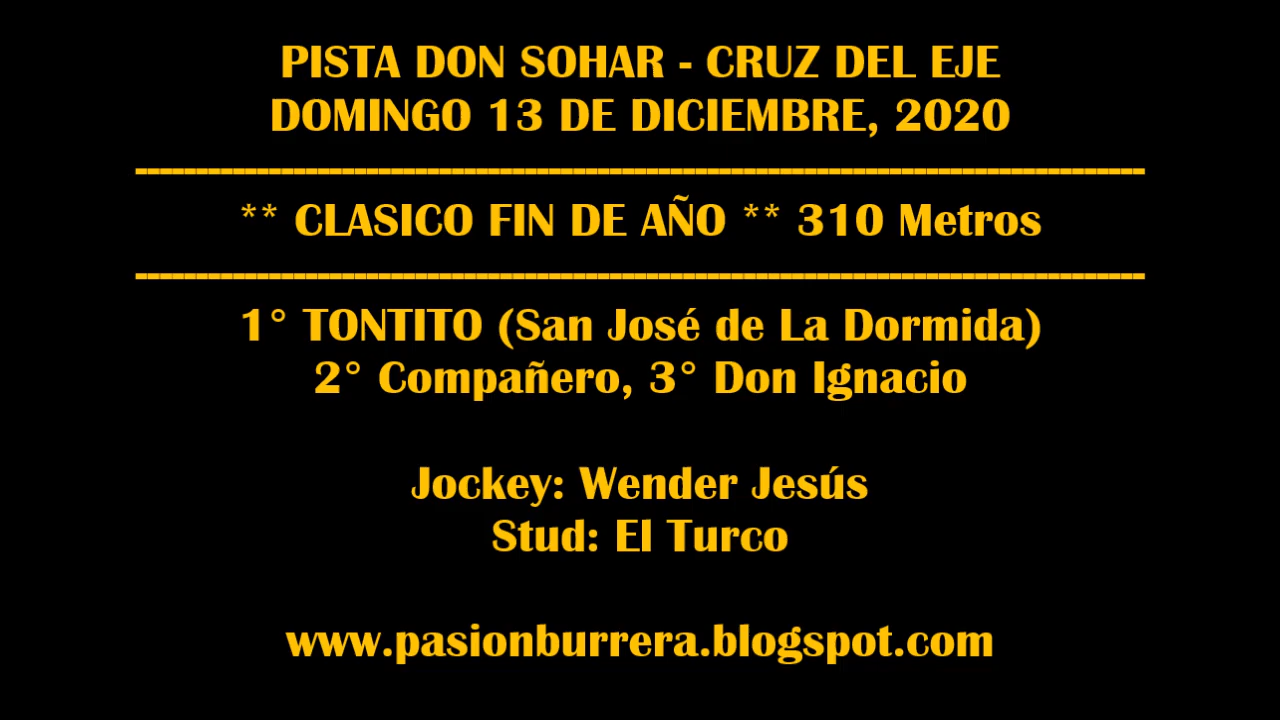 PISTA DON SOHAR - CRUZ DEL EJE
DOMINGO 13 DE DICIEMBRE, 2020
--------------------------------------------------------------------------------
** CLASICO FIN DE AÑO ** 310 Metros
--------------------------------------------------------------------------------
1° TONTITO (San José de La Dormida)
2° Compañero, 3° Don Ignacio
Jockey: Wender Jesús
Stud: El Turco
www.pasionburrera.blogspot.com